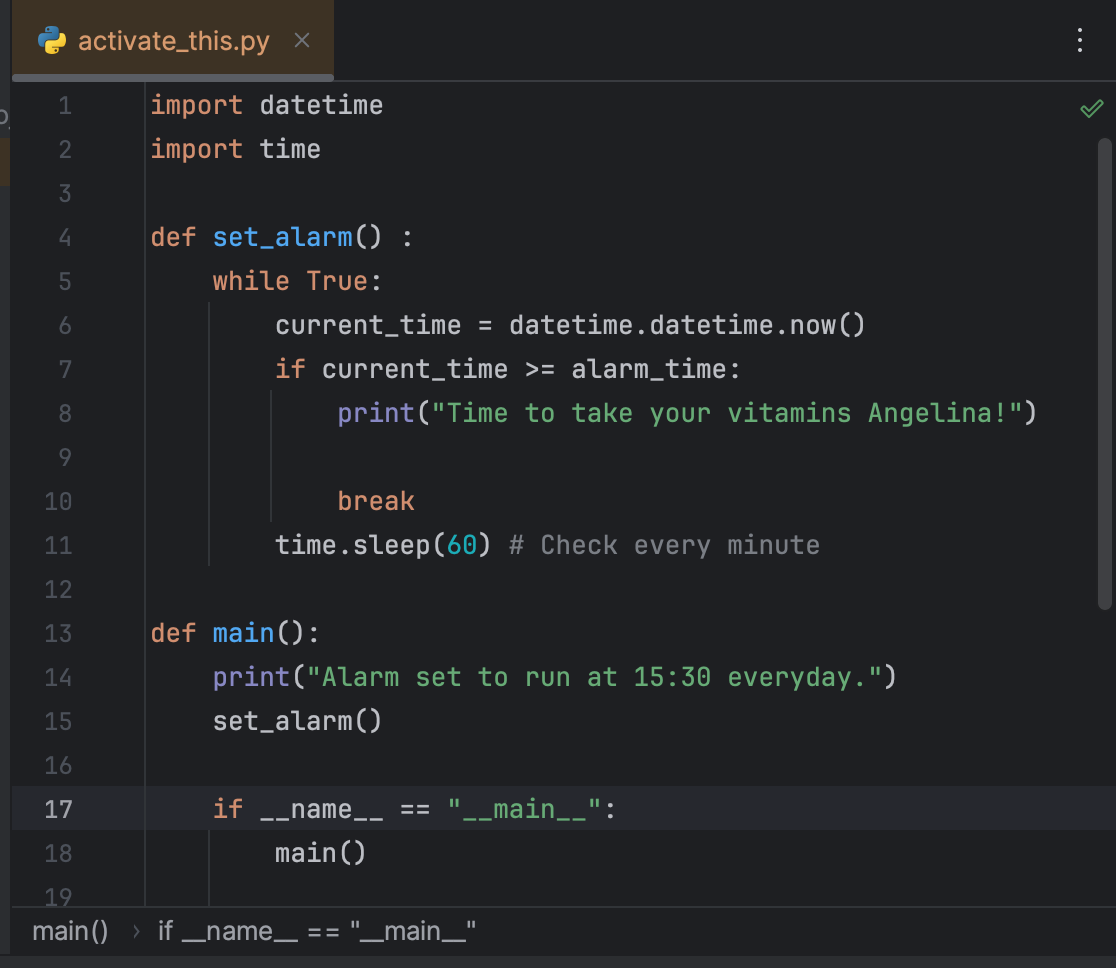 activate_this.py
1 import datetime
2 import time
3
4 def set_alarm() :
5     while True:
6         current_time = datetime.datetime.now()
7         if current_time >= alarm_time:
8             print("Time to take your vitamins Angelina!")
9
10             break
11         time.sleep(60) # Check every minute
12
13 def main():
14     print("Alarm set to run at 15:30 everyday.")
15     set_alarm()
16
17     if __name__ == "__main__":
18         main()
19
main() › if __name__ == "__main__"